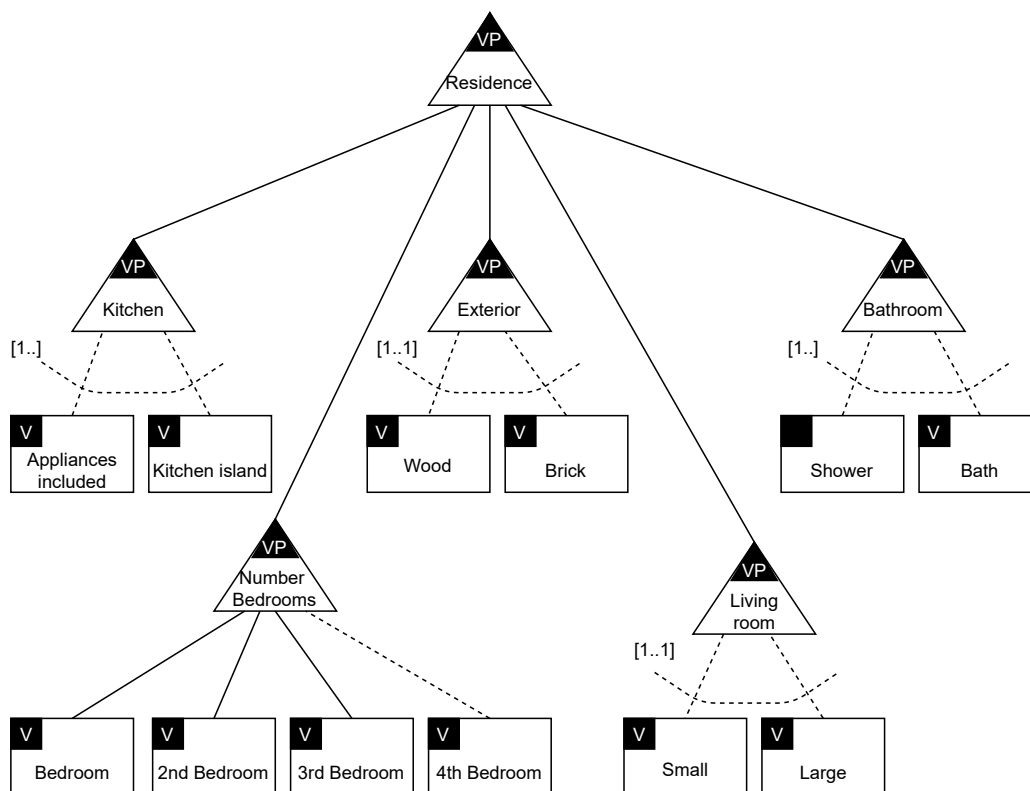 VP
Residence
VP
Kitchen
VP
Exterior
VP
Bathroom
[1..]
[1..1]
[1..]
V
Appliances
included
V
Kitchen island
V
Wood
V
Brick
Shower
V
Bath
VP
Number
Bedrooms
VP
Living
room
[1..1]
V
Bedroom
V
2nd Bedroom
V
3rd Bedroom
V
4th Bedroom
V
Small
V
Large